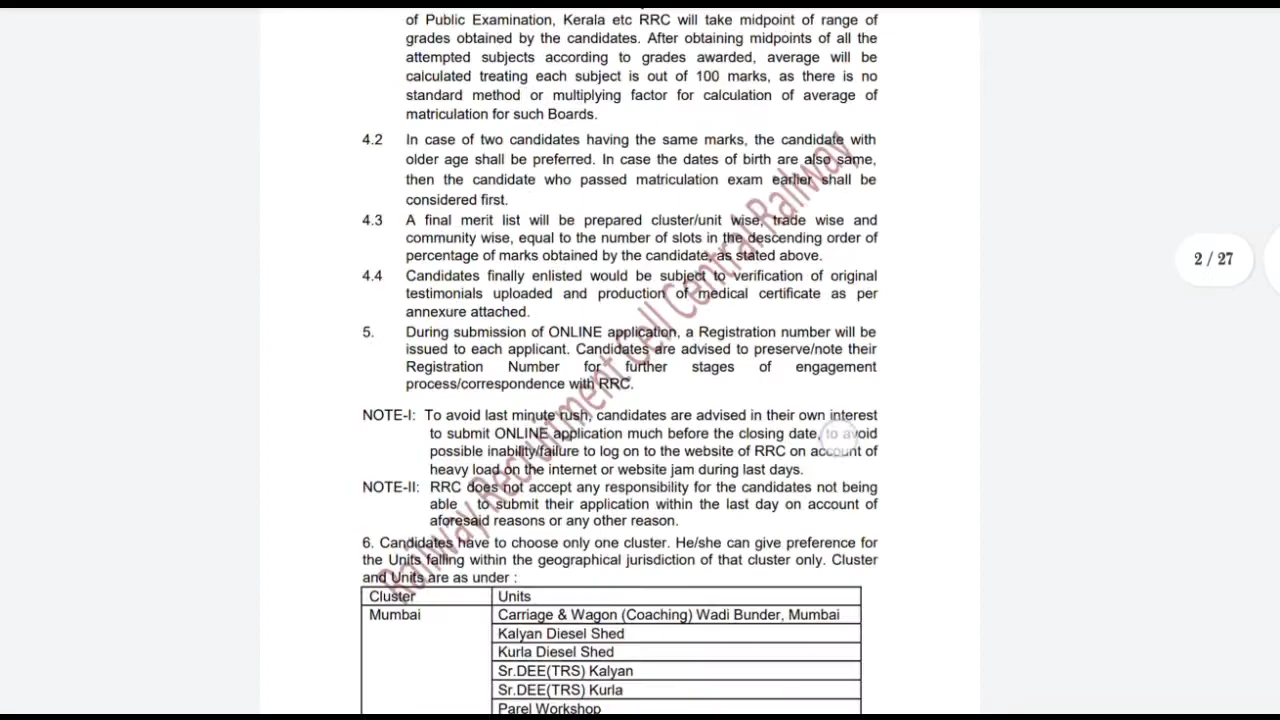 of Public Examination, Kerala etc RRC will take midpoint of range of
grades obtained by the candidates. After obtaining midpoints of all the
attempted subjects according to grades awarded, average will be
calculated treating each subject is out of 100 marks, as there is no
standard method or multiplying factor for calculation of average of
matriculation for such Boards.
4.2 In case of two candidates having the same marks, the candidate with
older age shall be preferred. In case the dates of birth are also same,
then the candidate who passed matriculation exam earlier shall be
considered first.
4.3 A final merit list will be prepared cluster/unit wise, trade wise and
community wise, equal to the number of slots in the descending order of
percentage of marks obtained by the candidate, as stated above.
4.4 Candidates finally enlisted would be subject to verification of original
testimonials uploaded and production of medical certificate as per
annexure attached.
5. During submission of ONLINE application, a Registration number will be
issued to each applicant. Candidates are advised to preserve/note their
Registration Number for further stages of engagement
process/correspondence with RRC.
NOTE-I: To avoid last minute rush, candidates are advised in their own interest
to submit ONLINE application much before the closing date, to avoid
possible inability/failure to log on to the website of RRC on account of
heavy load on the internet or website jam during last days.
NOTE-II: RRC does not accept any responsibility for the candidates not being
able to submit their application within the last day on account of
aforesaid reasons or any other reason.
6. Candidates have to choose only one cluster. He/she can give preference for
the Units falling within the geographical jurisdiction of that cluster only. Cluster
and Units are as under :
Cluster Units
Mumbai Carriage & Wagon (Coaching) Wadi Bunder, Mumbai
Kalyan Diesel Shed
Kurla Diesel Shed
Sr.DEE(TRS) Kalyan
Sr.DEE(TRS) Kurla
Parel Workshop
Railway Recruitment Cell Central Railway
2 / 27